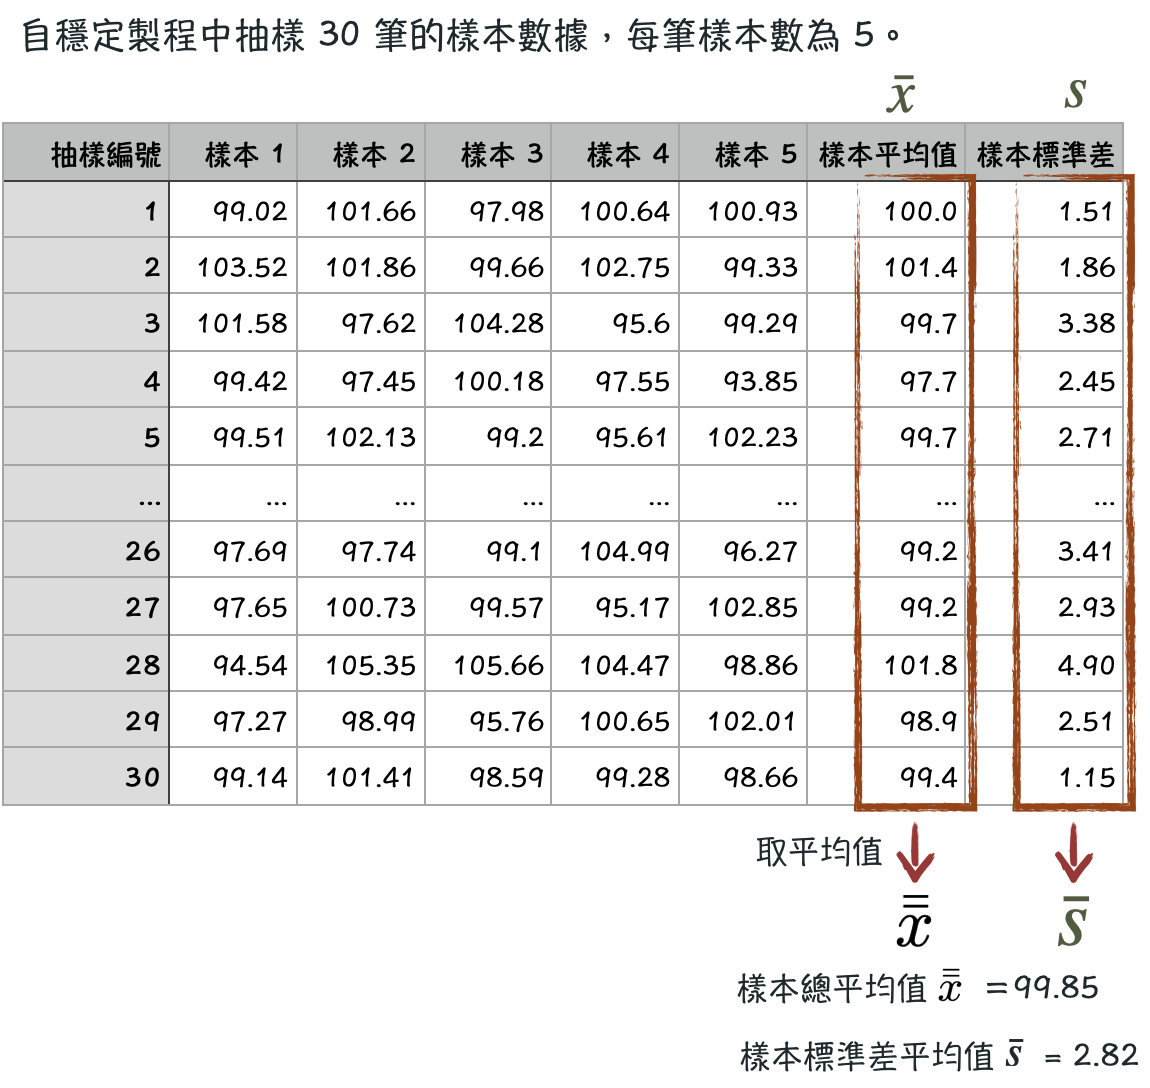 自穩定製程中抽樣 30 筆的樣本數據，每筆樣本數為 5。
x̄ s
抽樣編號 樣本 1 樣本 2 樣本 3 樣本 4 樣本 5 樣本平均值 樣本標準差
1 99.02 101.66 97.98 100.64 100.93 100.0 1.51
2 103.52 101.86 99.66 102.75 99.33 101.4 1.86
3 101.58 97.62 104.28 95.6 99.29 99.7 3.38
4 99.42 97.45 100.18 97.55 93.85 97.7 2.45
5 99.51 102.13 99.2 95.61 102.23 99.7 2.71
... ... ... ... ... ... ... ...
26 97.69 97.74 99.1 104.99 96.27 99.2 3.41
27 97.65 100.73 99.57 95.17 102.85 99.2 2.93
28 94.54 105.35 105.66 104.47 98.86 101.8 4.90
29 97.27 98.99 95.76 100.65 102.01 98.9 2.51
30 99.14 101.41 98.59 99.28 98.66 99.4 1.15
取平均值
x̿ s̄
樣本總平均值 x̿ =99.85
樣本標準差平均值 s̄ = 2.82